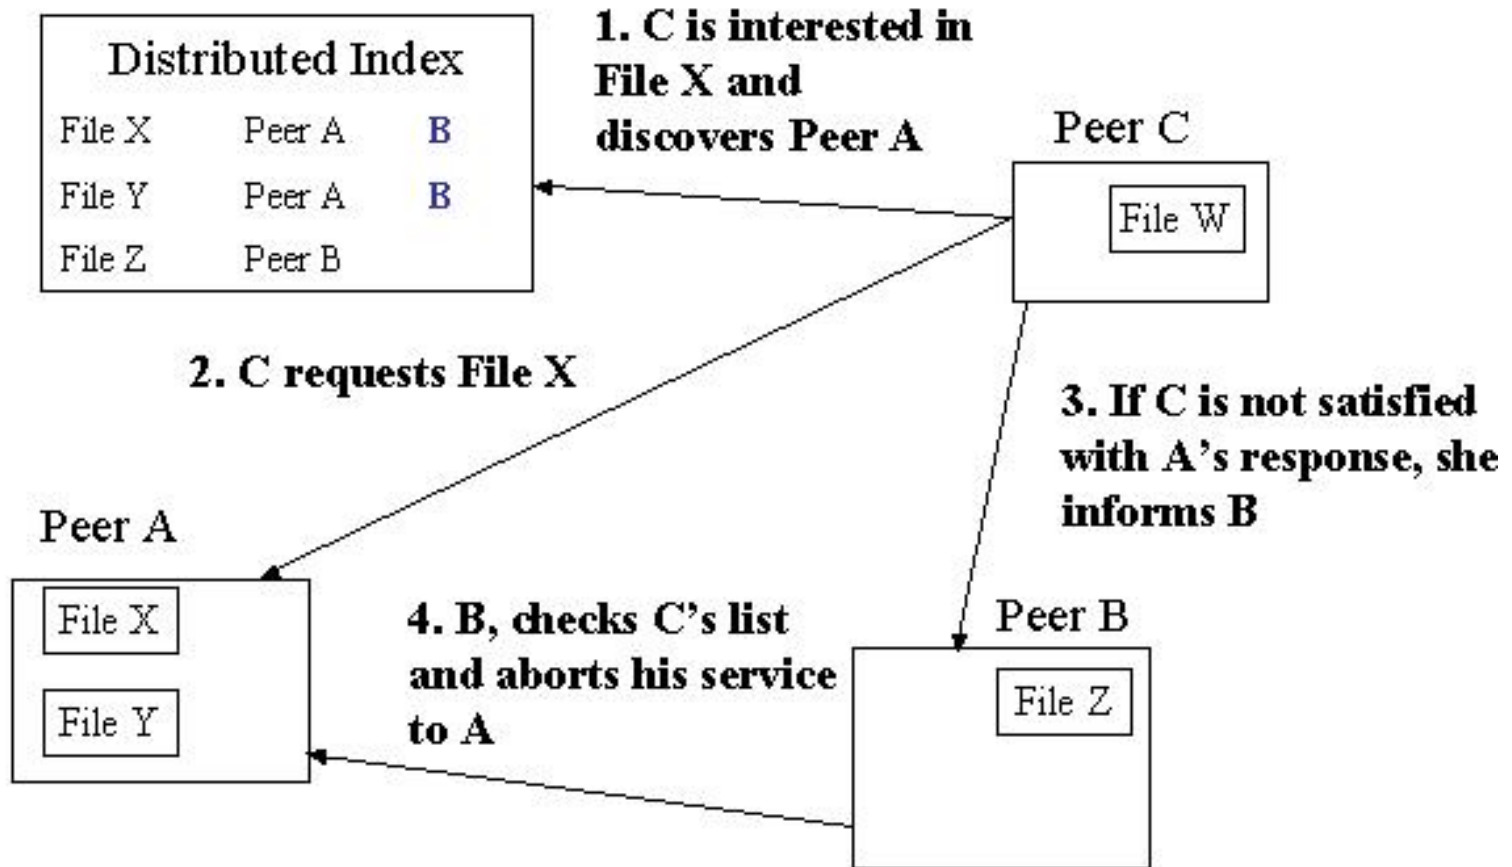 Distributed Index
File X Peer A B
File Y Peer A B
File Z Peer B
1. C is interested in
File X and
discovers Peer A
Peer C
File W
2. C requests File X
3. If C is not satisfied
with A’s response, she
informs B
Peer A
File X
File Y
4. B, checks C’s list
and aborts his service
to A
Peer B
File Z